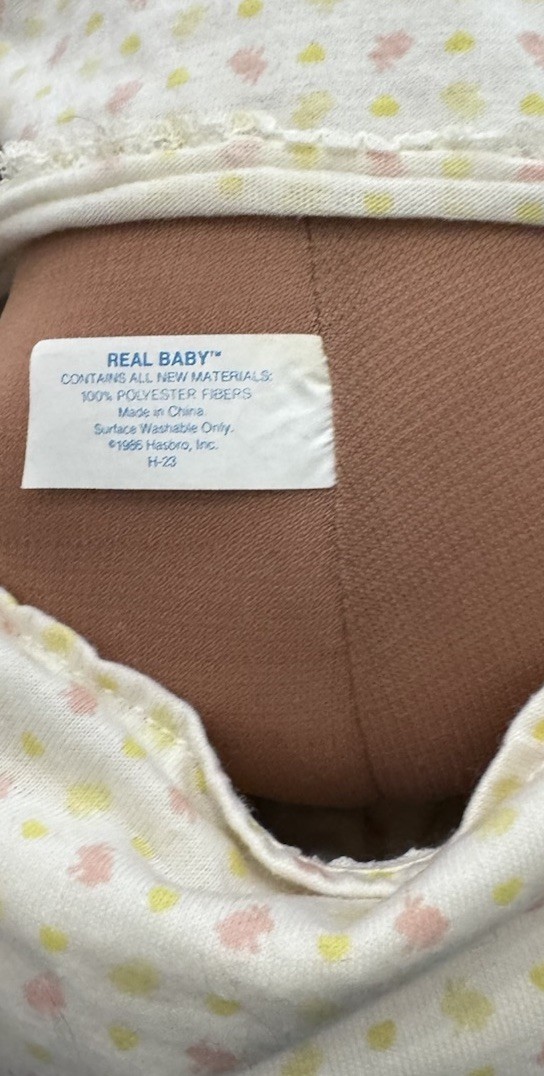 REAL BABY™
CONTAINS ALL NEW MATERIALS:
100% POLYESTER FIBERS
Made in China.
Surface Washable Only.
©1986 Hasbro, Inc.
H-23